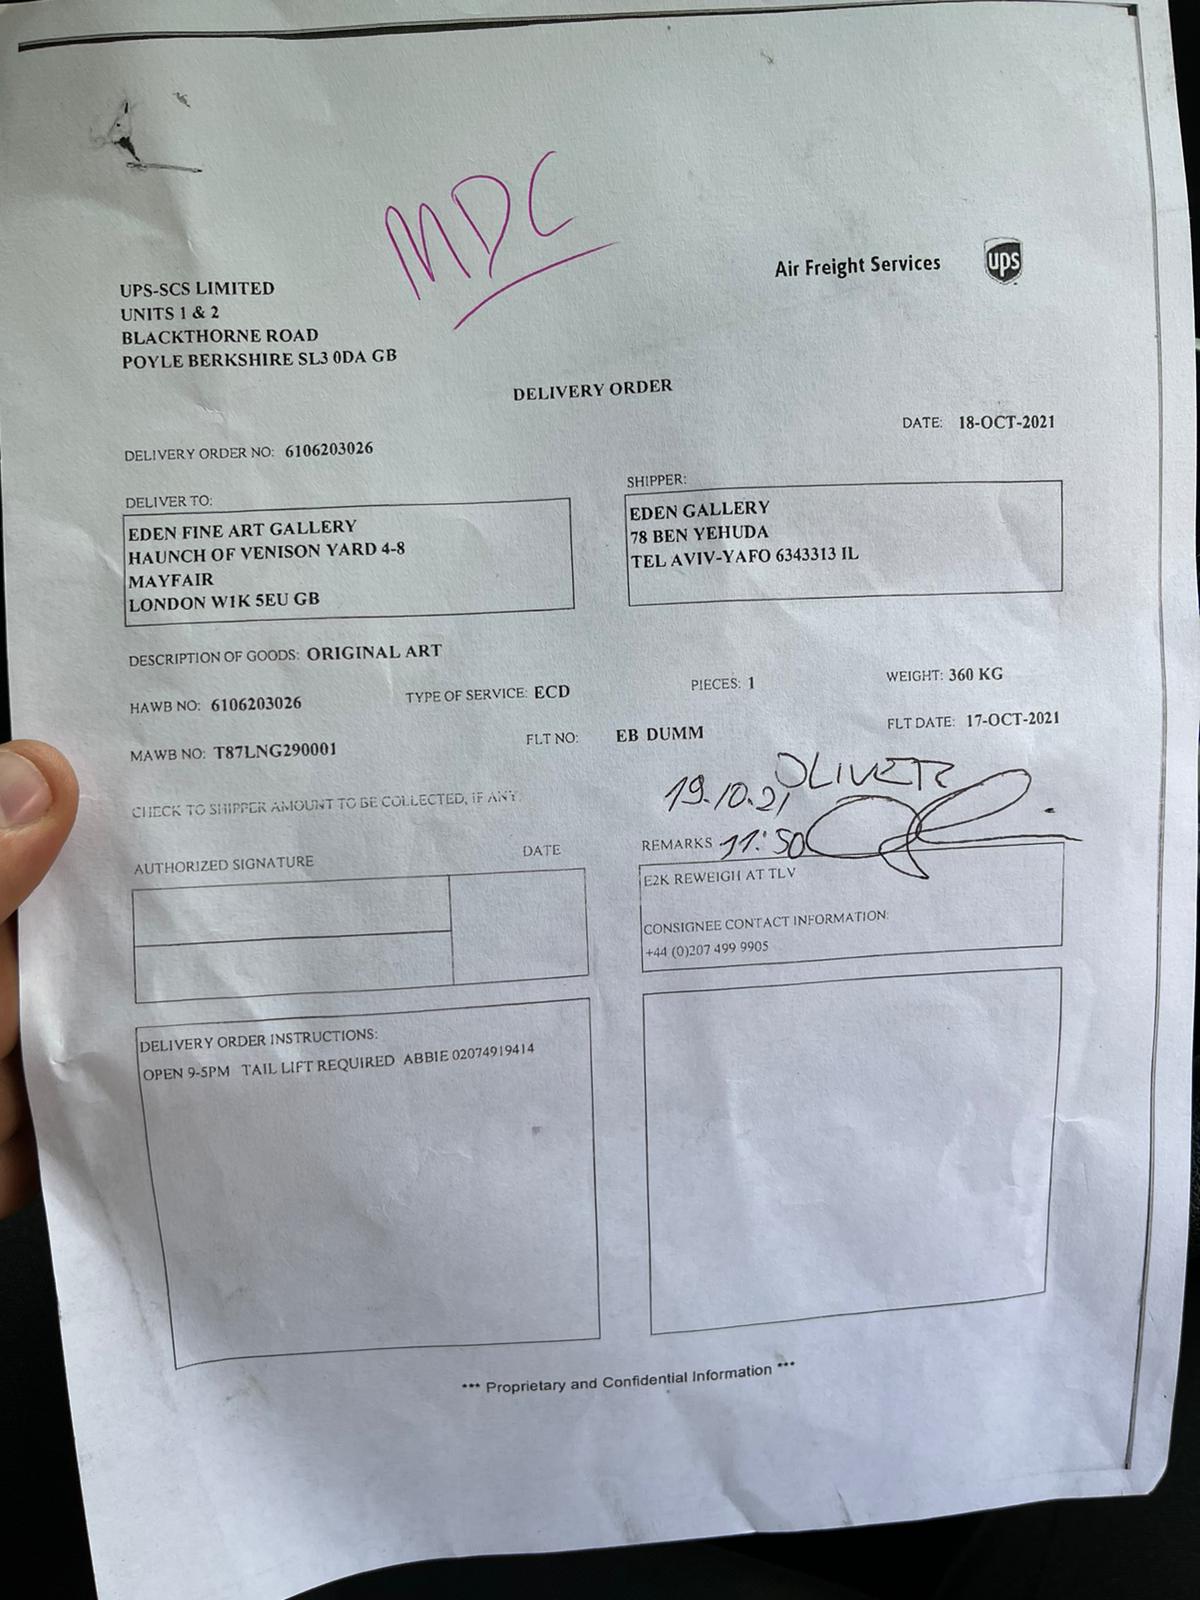 MDC
Air Freight Services
ups
UPS-SCS LIMITED
UNITS 1 & 2
BLACKTHORNE ROAD
POYLE BERKSHIRE SL3 0DA GB
DELIVERY ORDER
DATE: 18-OCT-2021
DELIVERY ORDER NO: 6106203026
DELIVER TO:
EDEN FINE ART GALLERY
HAUNCH OF VENISON YARD 4-8
MAYFAIR
LONDON W1K 5EU GB
SHIPPER:
EDEN GALLERY
78 BEN YEHUDA
TEL AVIV-YAFO 6343313 IL
DESCRIPTION OF GOODS: ORIGINAL ART
HAWB NO: 6106203026 TYPE OF SERVICE: ECD PIECES: 1 WEIGHT: 360 KG
MAWB NO: T87LNG290001 FLT NO: EB DUMM FLT DATE: 17-OCT-2021
CHECK TO SHIPPER AMOUNT TO BE COLLECTED, IF ANY:
19.10.21 OLIVER
AUTHORIZED SIGNATURE DATE
REMARKS 11:50
E2K REWEIGH AT TLV
CONSIGNEE CONTACT INFORMATION:
+44 (0)207 499 9905
DELIVERY ORDER INSTRUCTIONS:
OPEN 9-5PM TAIL LIFT REQUIRED ABBIE 02074919414
*** Proprietary and Confidential Information ***